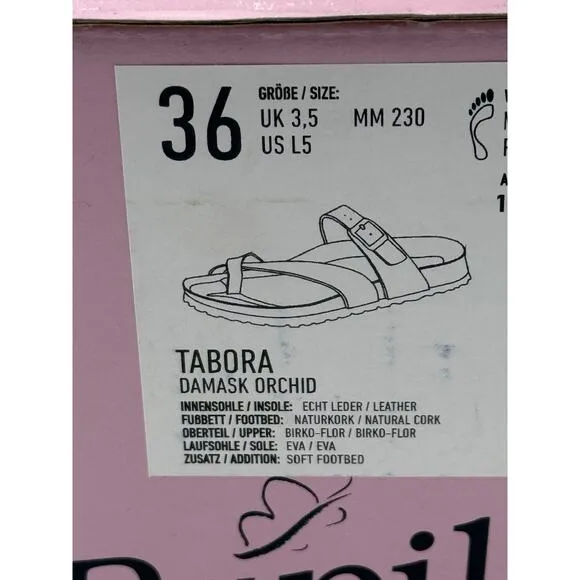 36
GRÖßE / SIZE:
UK 3,5 MM 230
US L5
1
TABORA
DAMASK ORCHID
INNENSOHLE / INSOLE: ECHT LEDER / LEATHER
FUßBETT / FOOTBED: NATURKORK / NATURAL CORK
OBERTEIL / UPPER: BIRKO-FLOR / BIRKO-FLOR
LAUFSOHLE / SOLE: EVA / EVA
ZUSATZ / ADDITION: SOFT FOOTBED